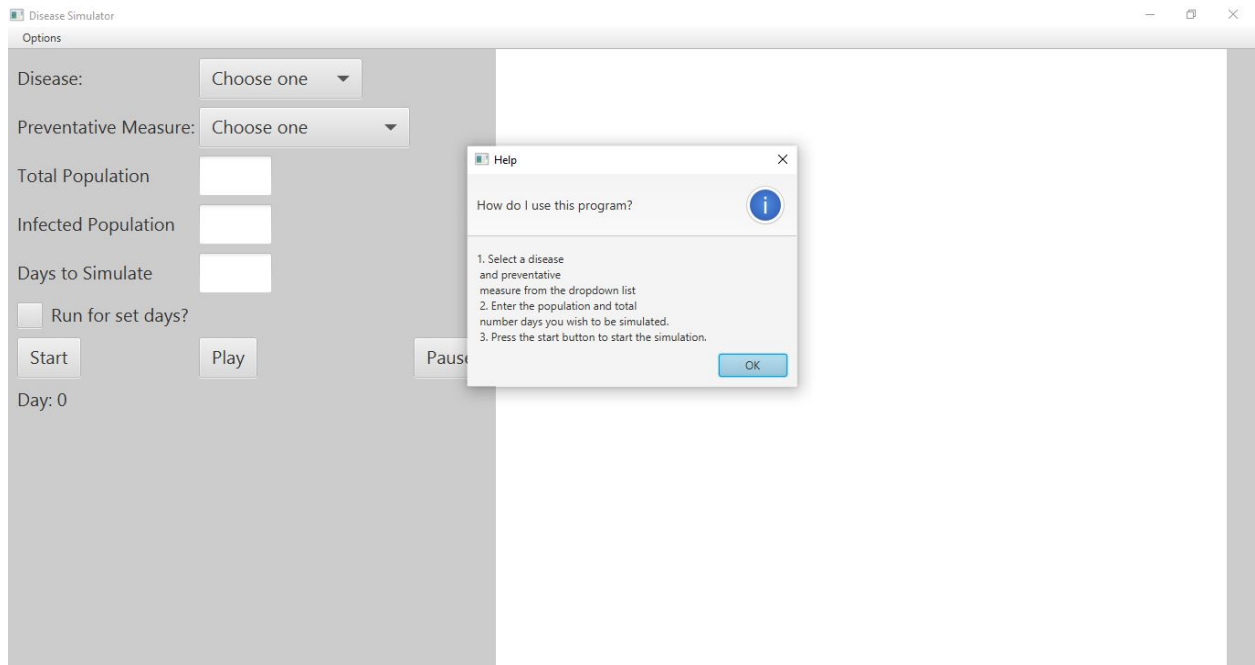 Disease Simulator
Options
Disease:
Choose one
Preventative Measure:
Choose one
Total Population
Infected Population
Days to Simulate
Run for set days?
Start
Play
Pause
Day: 0
Help
How do I use this program?
1. Select a disease
and preventative
measure from the dropdown list
2. Enter the population and total
number days you wish to be simulated.
3. Press the start button to start the simulation.
OK